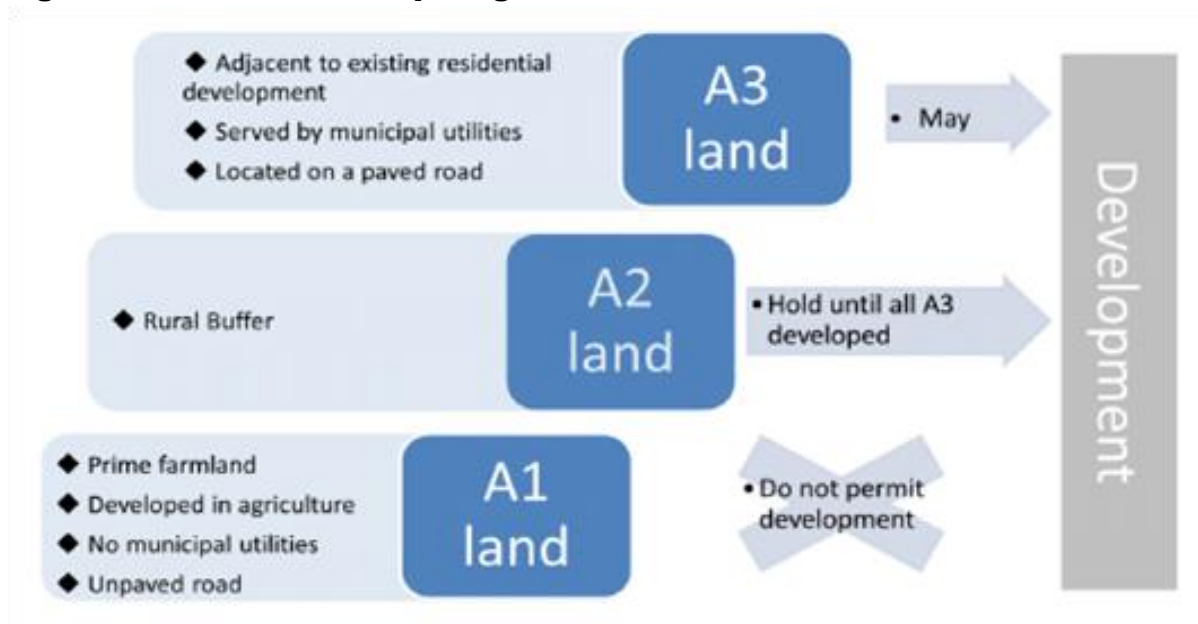 ◆ Adjacent to existing residential
development
◆ Served by municipal utilities
◆ Located on a paved road
A3
land
• May
◆ Rural Buffer
A2
land
• Hold until all A3
developed
◆ Prime farmland
◆ Developed in agriculture
◆ No municipal utilities
◆ Unpaved road
A1
land
• Do not permit
development
Development